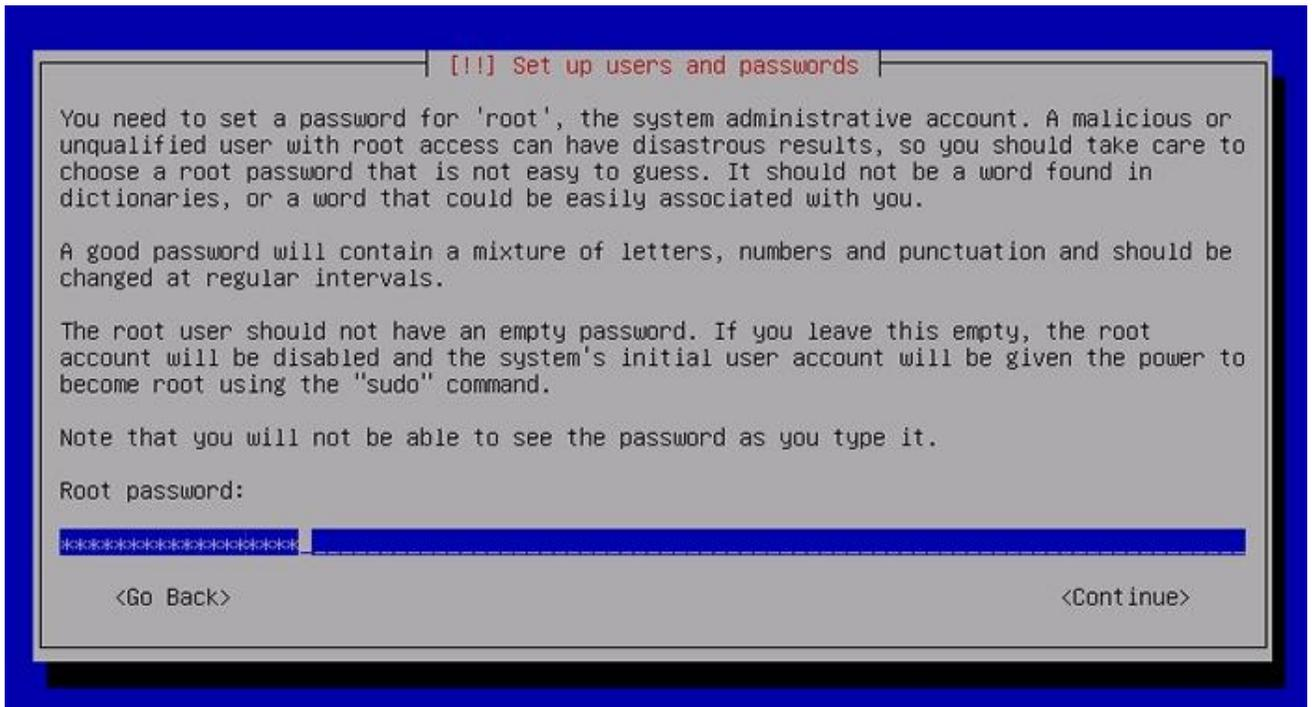 [!!] Set up users and passwords
You need to set a password for 'root', the system administrative account. A malicious or
unqualified user with root access can have disastrous results, so you should take care to
choose a root password that is not easy to guess. It should not be a word found in
dictionaries, or a word that could be easily associated with you.
A good password will contain a mixture of letters, numbers and punctuation and should be
changed at regular intervals.
The root user should not have an empty password. If you leave this empty, the root
account will be disabled and the system's initial user account will be given the power to
become root using the "sudo" command.
Note that you will not be able to see the password as you type it.
Root password:
******************
<Go Back>
<Continue>